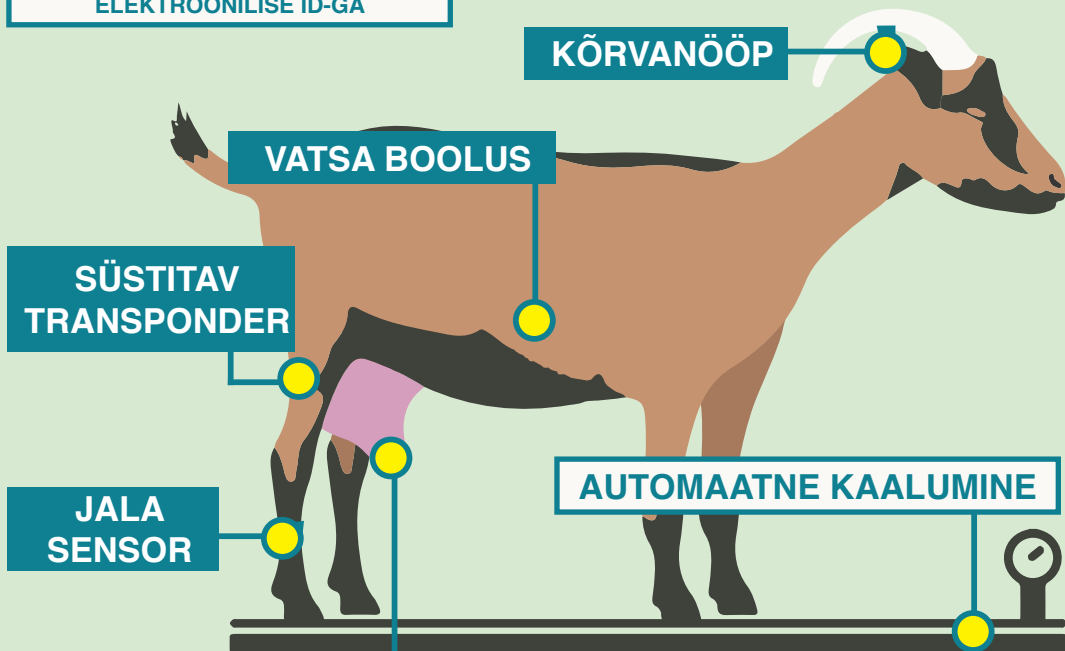 ELEKTROONILISE ID-GA
KÕRVANÖÖP
VATSA BOOLUS
SÜSTITAV
TRANSPONDER
JALA
SENSOR
AUTOMAATNE KAALUMINE